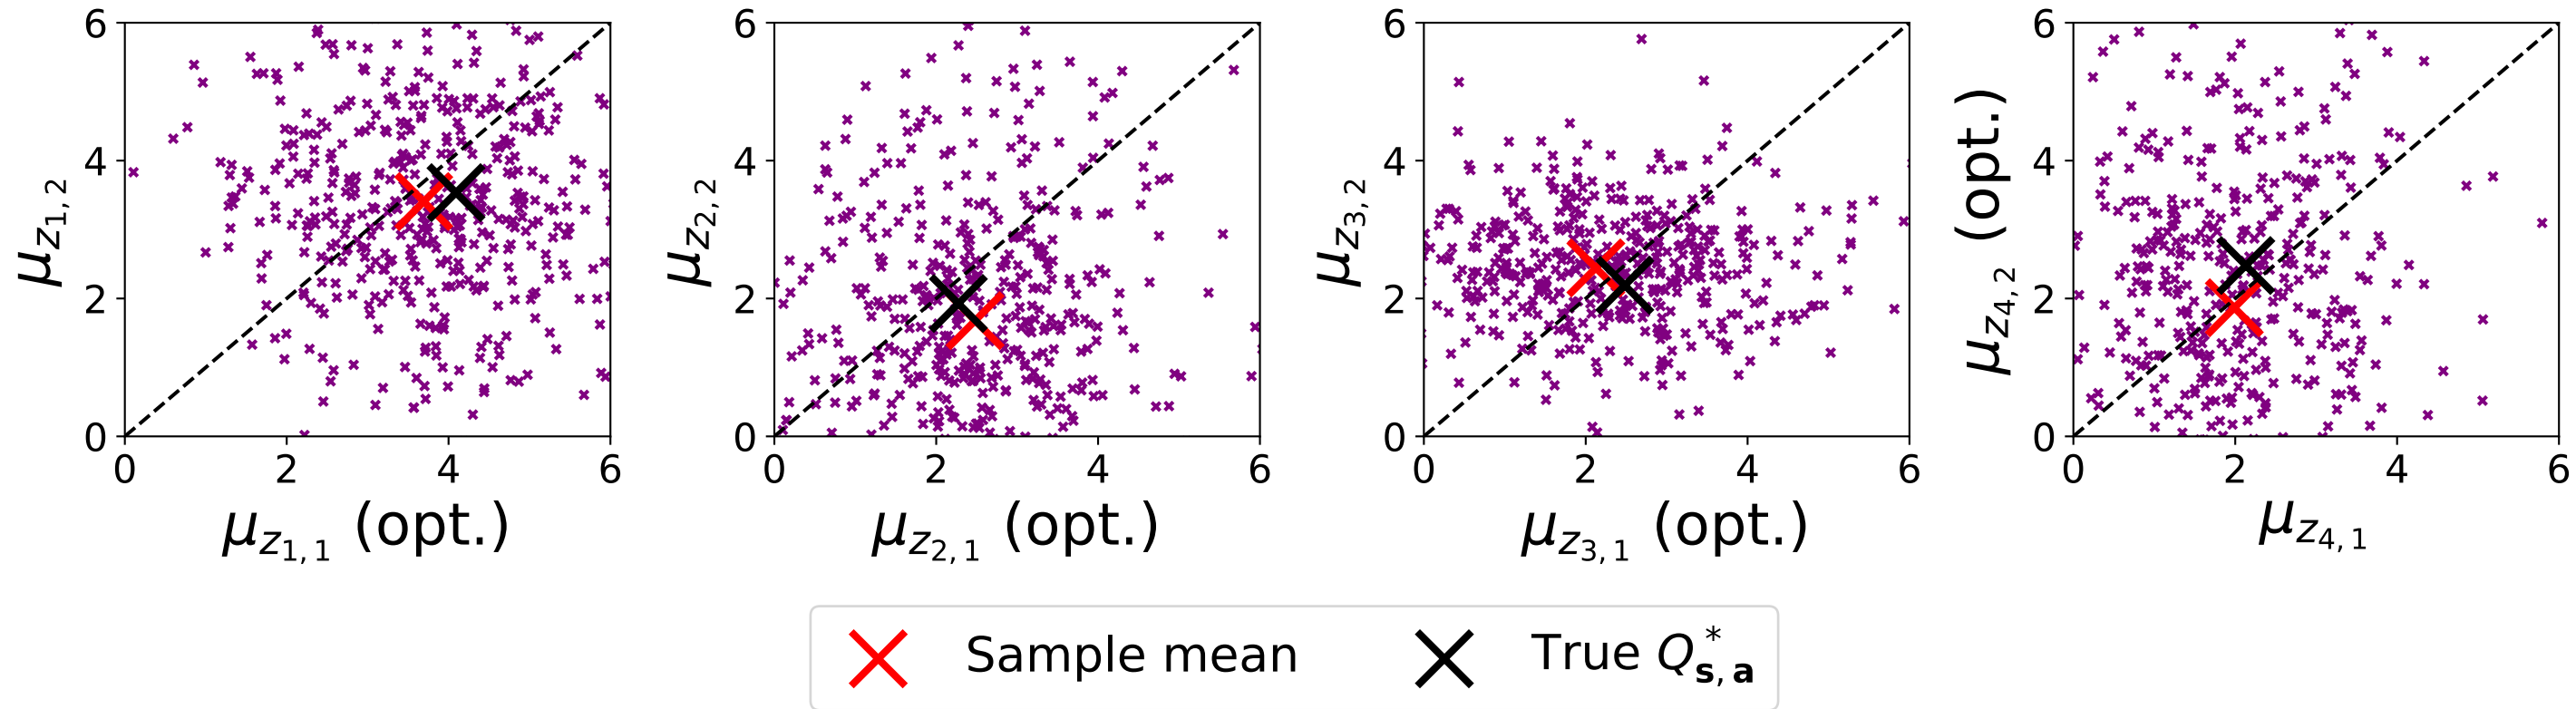 6
4
2
0
0 2 4 6
μz1,2
μz1,1 (opt.)
6
4
2
0
0 2 4 6
μz2,2
μz2,1 (opt.)
6
4
2
0
0 2 4 6
μz3,2
μz3,1 (opt.)
6
4
2
0
0 2 4 6
μz4,2 (opt.)
μz4,1
Sample mean
True Q*s,a